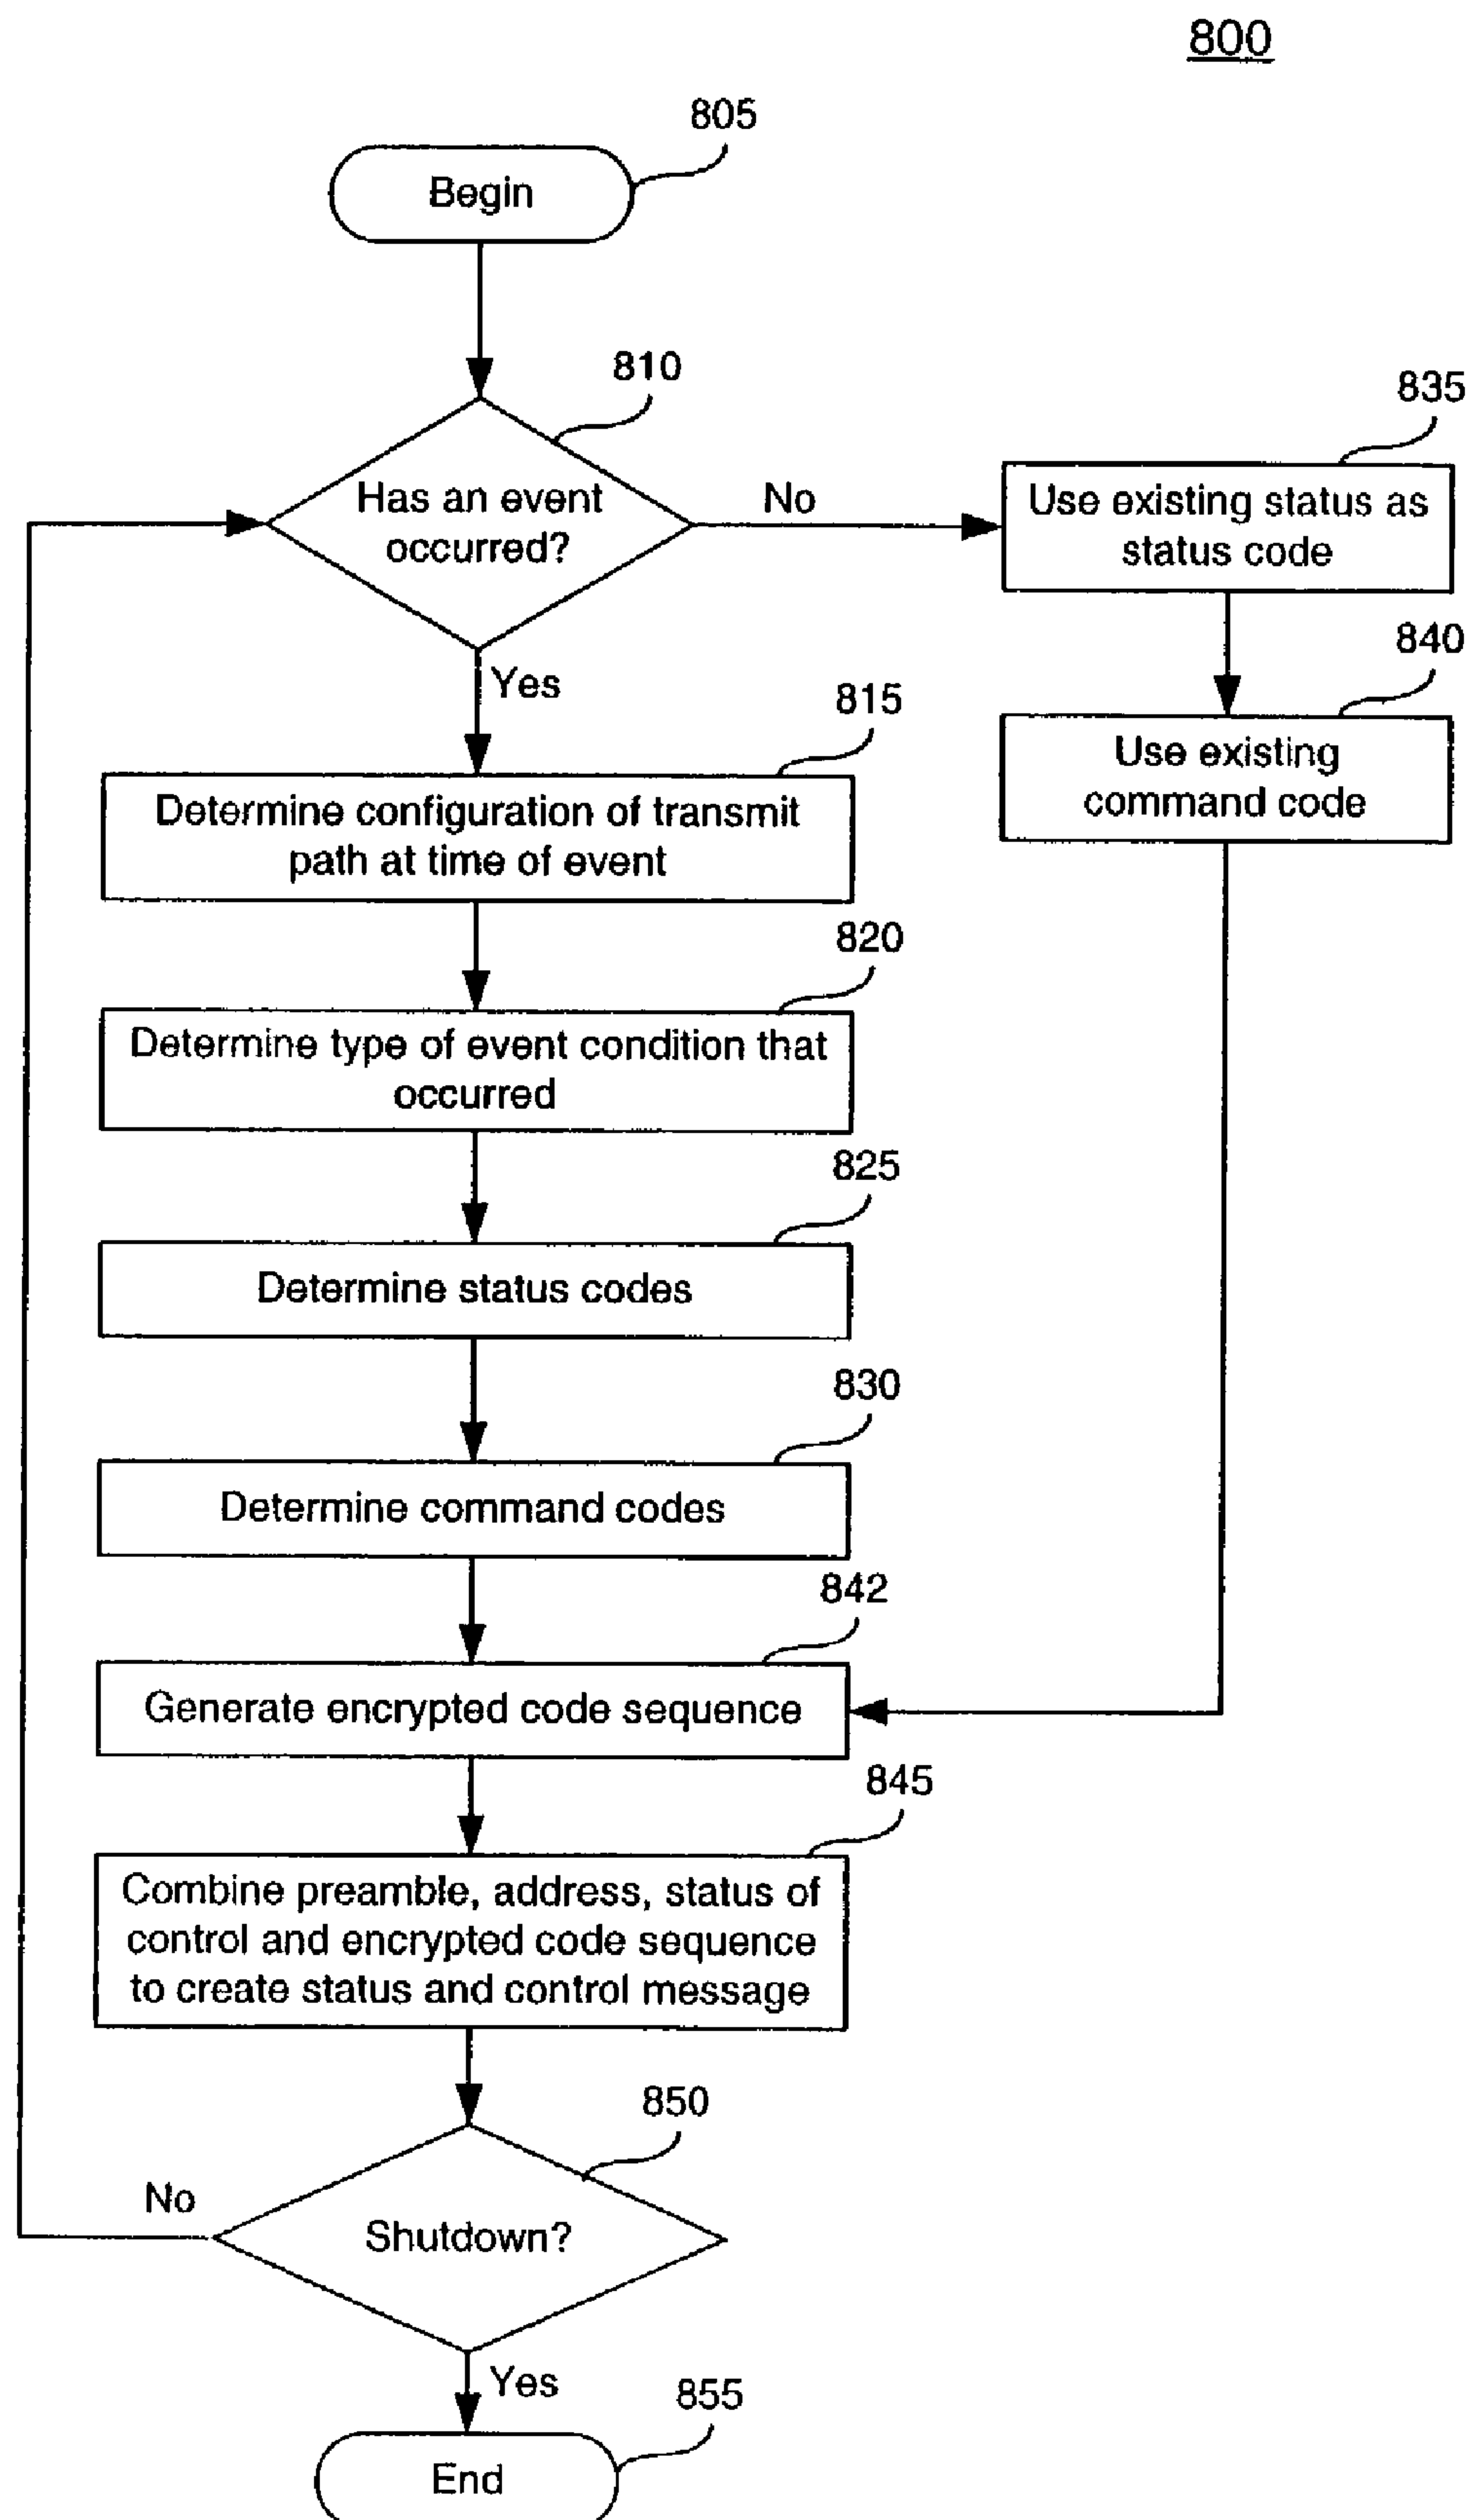 800
805
Begin
810
Has an event
occurred?
No
835
Use existing status as
status code
Yes
840
Use existing
command code
815
Determine configuration of transmit
path at time of event
820
Determine type of event condition that
occurred
825
Determine status codes
830
Determine command codes
842
Generate encrypted code sequence
845
Combine preamble, address, status of
control and encrypted code sequence
to create status and control message
850
Shutdown?
No
Yes
855
End